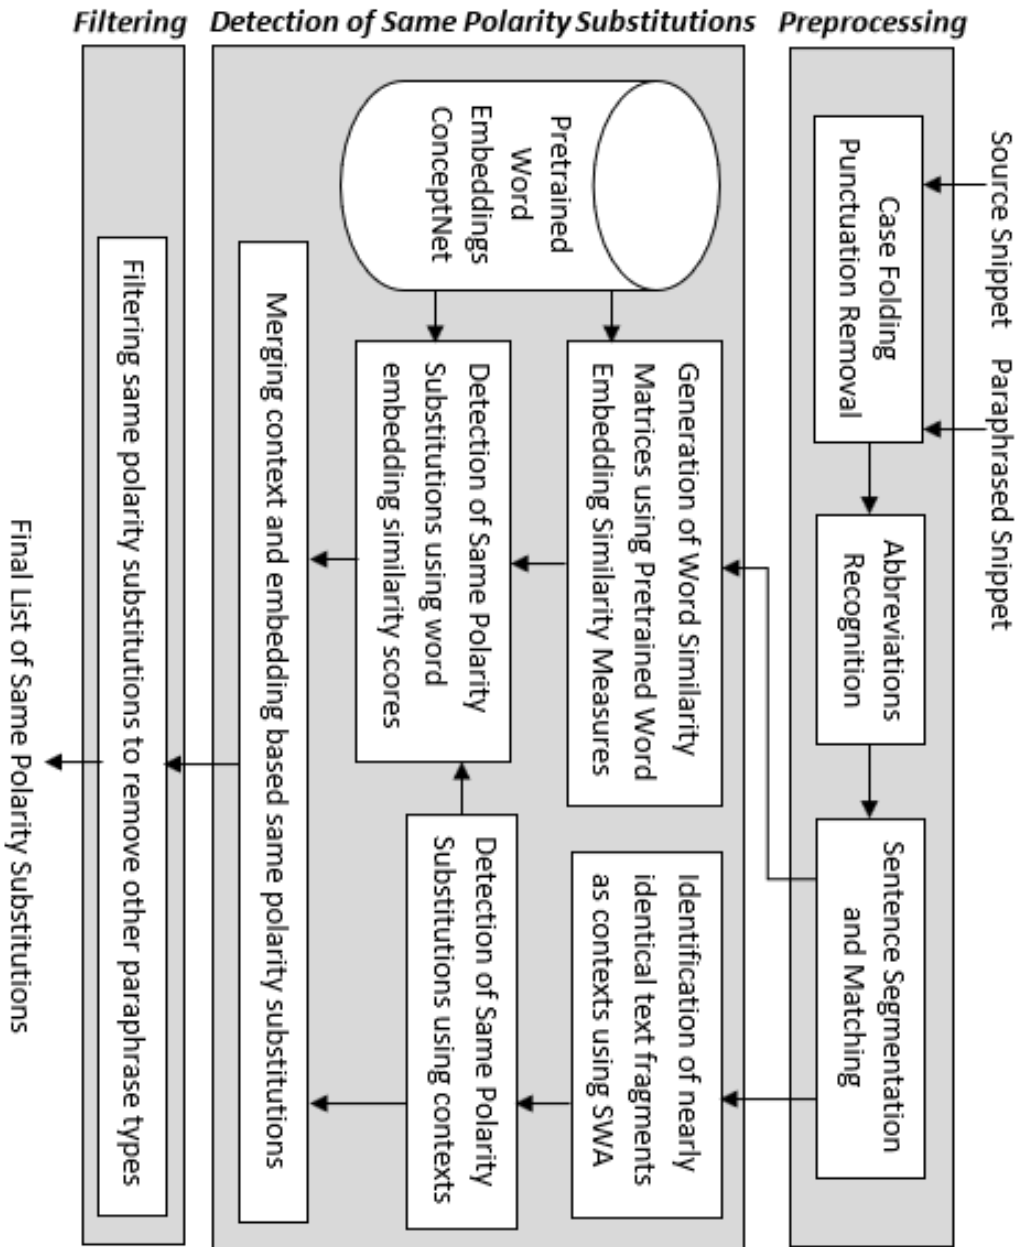 Preprocessing
Source Snippet
Paraphrased Snippet
Case Folding
Punctuation Removal
Abbreviations
Recognition
Sentence Segmentation
and Matching
Detection of Same Polarity Substitutions
Pretrained
Word
Embeddings
ConceptNet
Generation of Word Similarity
Matrices using Pretrained Word
Embedding Similarity Measures
Identification of nearly
identical text fragments
as contexts using SWA
Detection of Same Polarity
Substitutions using word
embedding similarity scores
Detection of Same Polarity
Substitutions using contexts
Merging context and embedding based same polarity substitutions
Filtering
Filtering same polarity substitutions to remove other paraphrase types
Final List of Same Polarity Substitutions